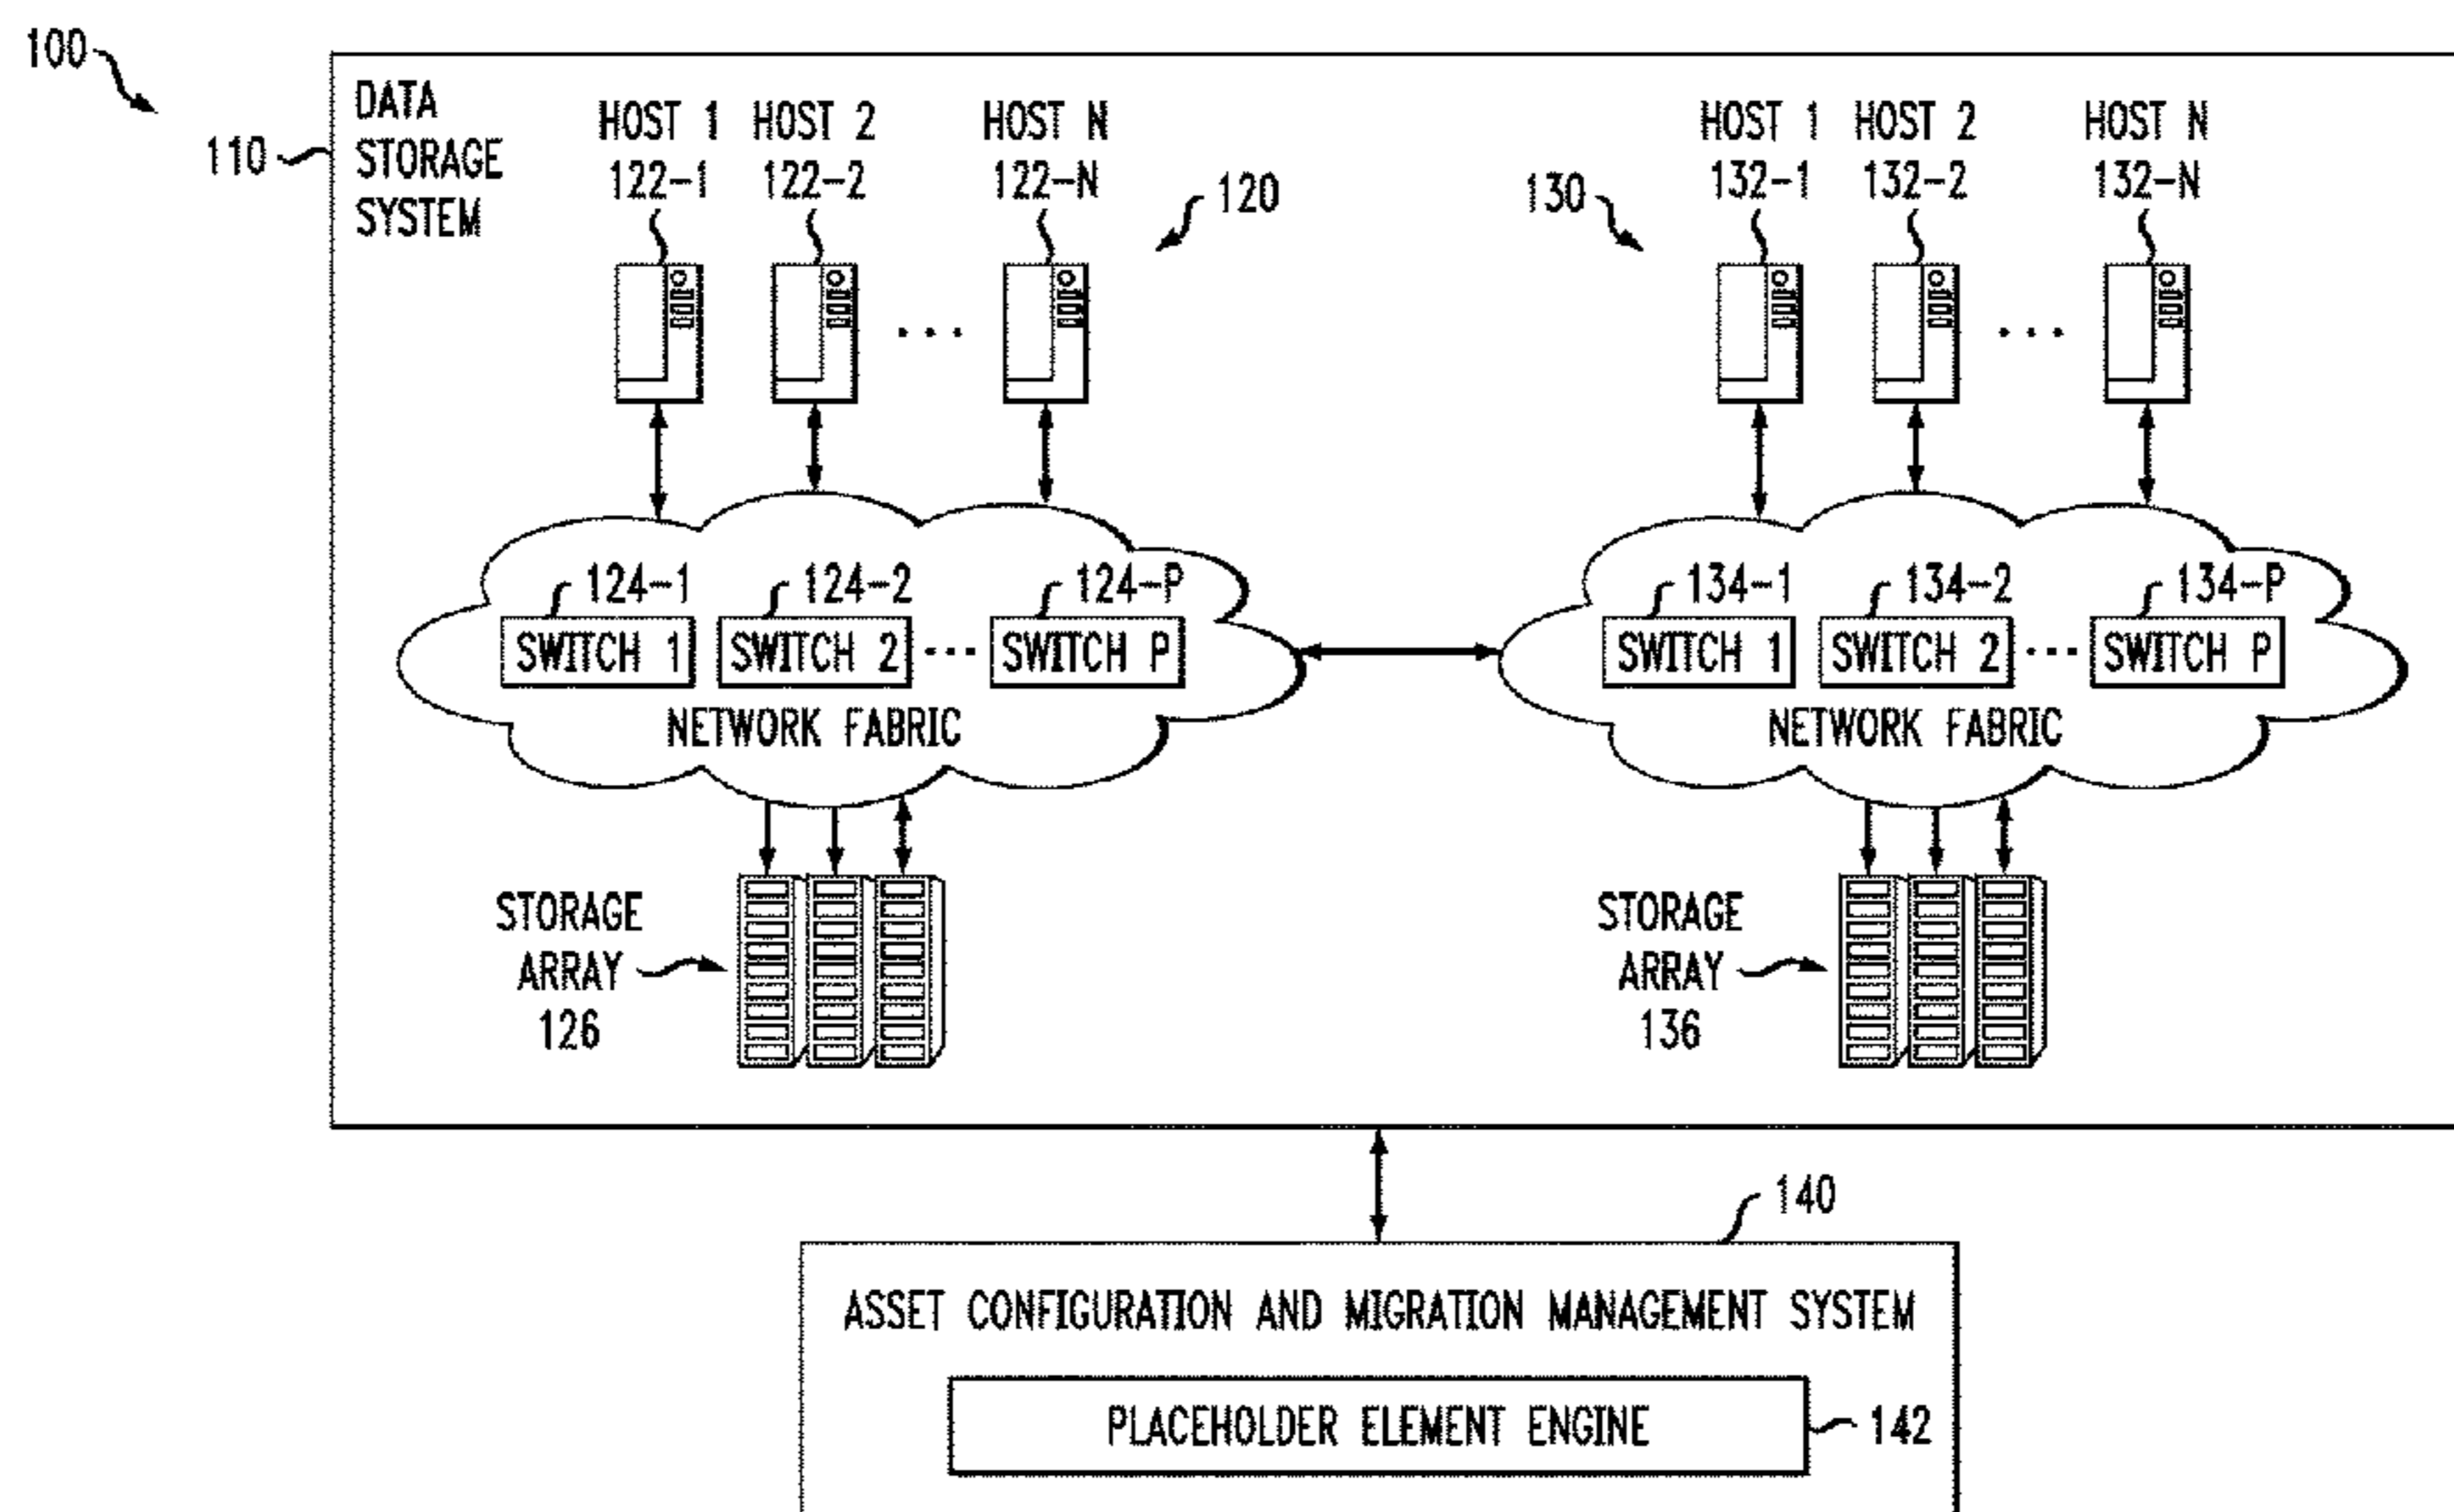 100
110
DATA
STORAGE
SYSTEM
HOST 1 HOST 2 HOST N
122-1 122-2 122-N
120
130
HOST 1 HOST 2 HOST N
132-1 132-2 132-N
124-1 124-2 124-P
SWITCH 1 SWITCH 2 ... SWITCH P
NETWORK FABRIC
134-1 134-2 134-P
SWITCH 1 SWITCH 2 ... SWITCH P
NETWORK FABRIC
STORAGE
ARRAY
126
STORAGE
ARRAY
136
140
ASSET CONFIGURATION AND MIGRATION MANAGEMENT SYSTEM
PLACEHOLDER ELEMENT ENGINE
142